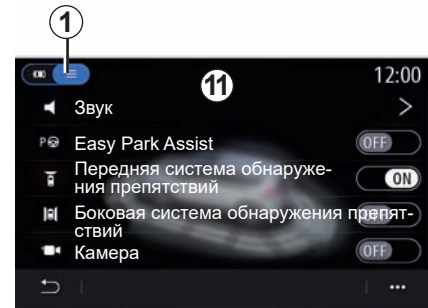 1
12:00
11
Звук
P Easy Park Assist
OFF
Передняя система обнаруже-
ния препятствий
ON
Боковая система обнаружения препят-
ствий
OFF
Камера
OFF